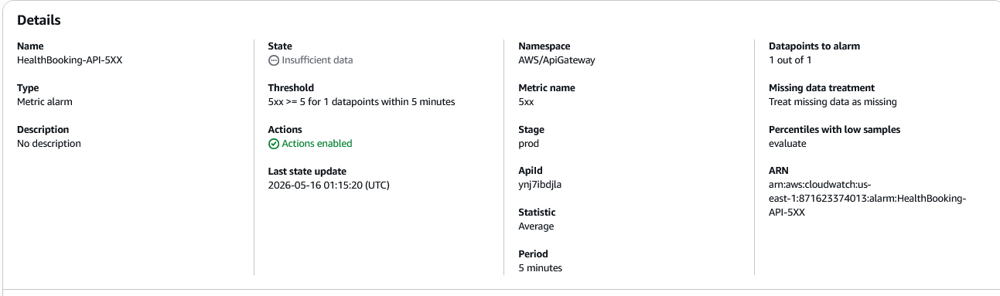 Details
Name
HealthBooking-API-5XX
Type
Metric alarm
Description
No description
State
Insufficient data
Threshold
5xx >= 5 for 1 datapoints within 5 minutes
Actions
Actions enabled
Last state update
2026-05-16 01:15:20 (UTC)
Namespace
AWS/ApiGateway
Metric name
5xx
Stage
prod
ApiId
ynj7ibdjla
Statistic
Average
Period
5 minutes
Datapoints to alarm
1 out of 1
Missing data treatment
Treat missing data as missing
Percentiles with low samples
evaluate
ARN
arn:aws:cloudwatch:us-
east-1:871623374013:alarm:HealthBooking-
API-5XX